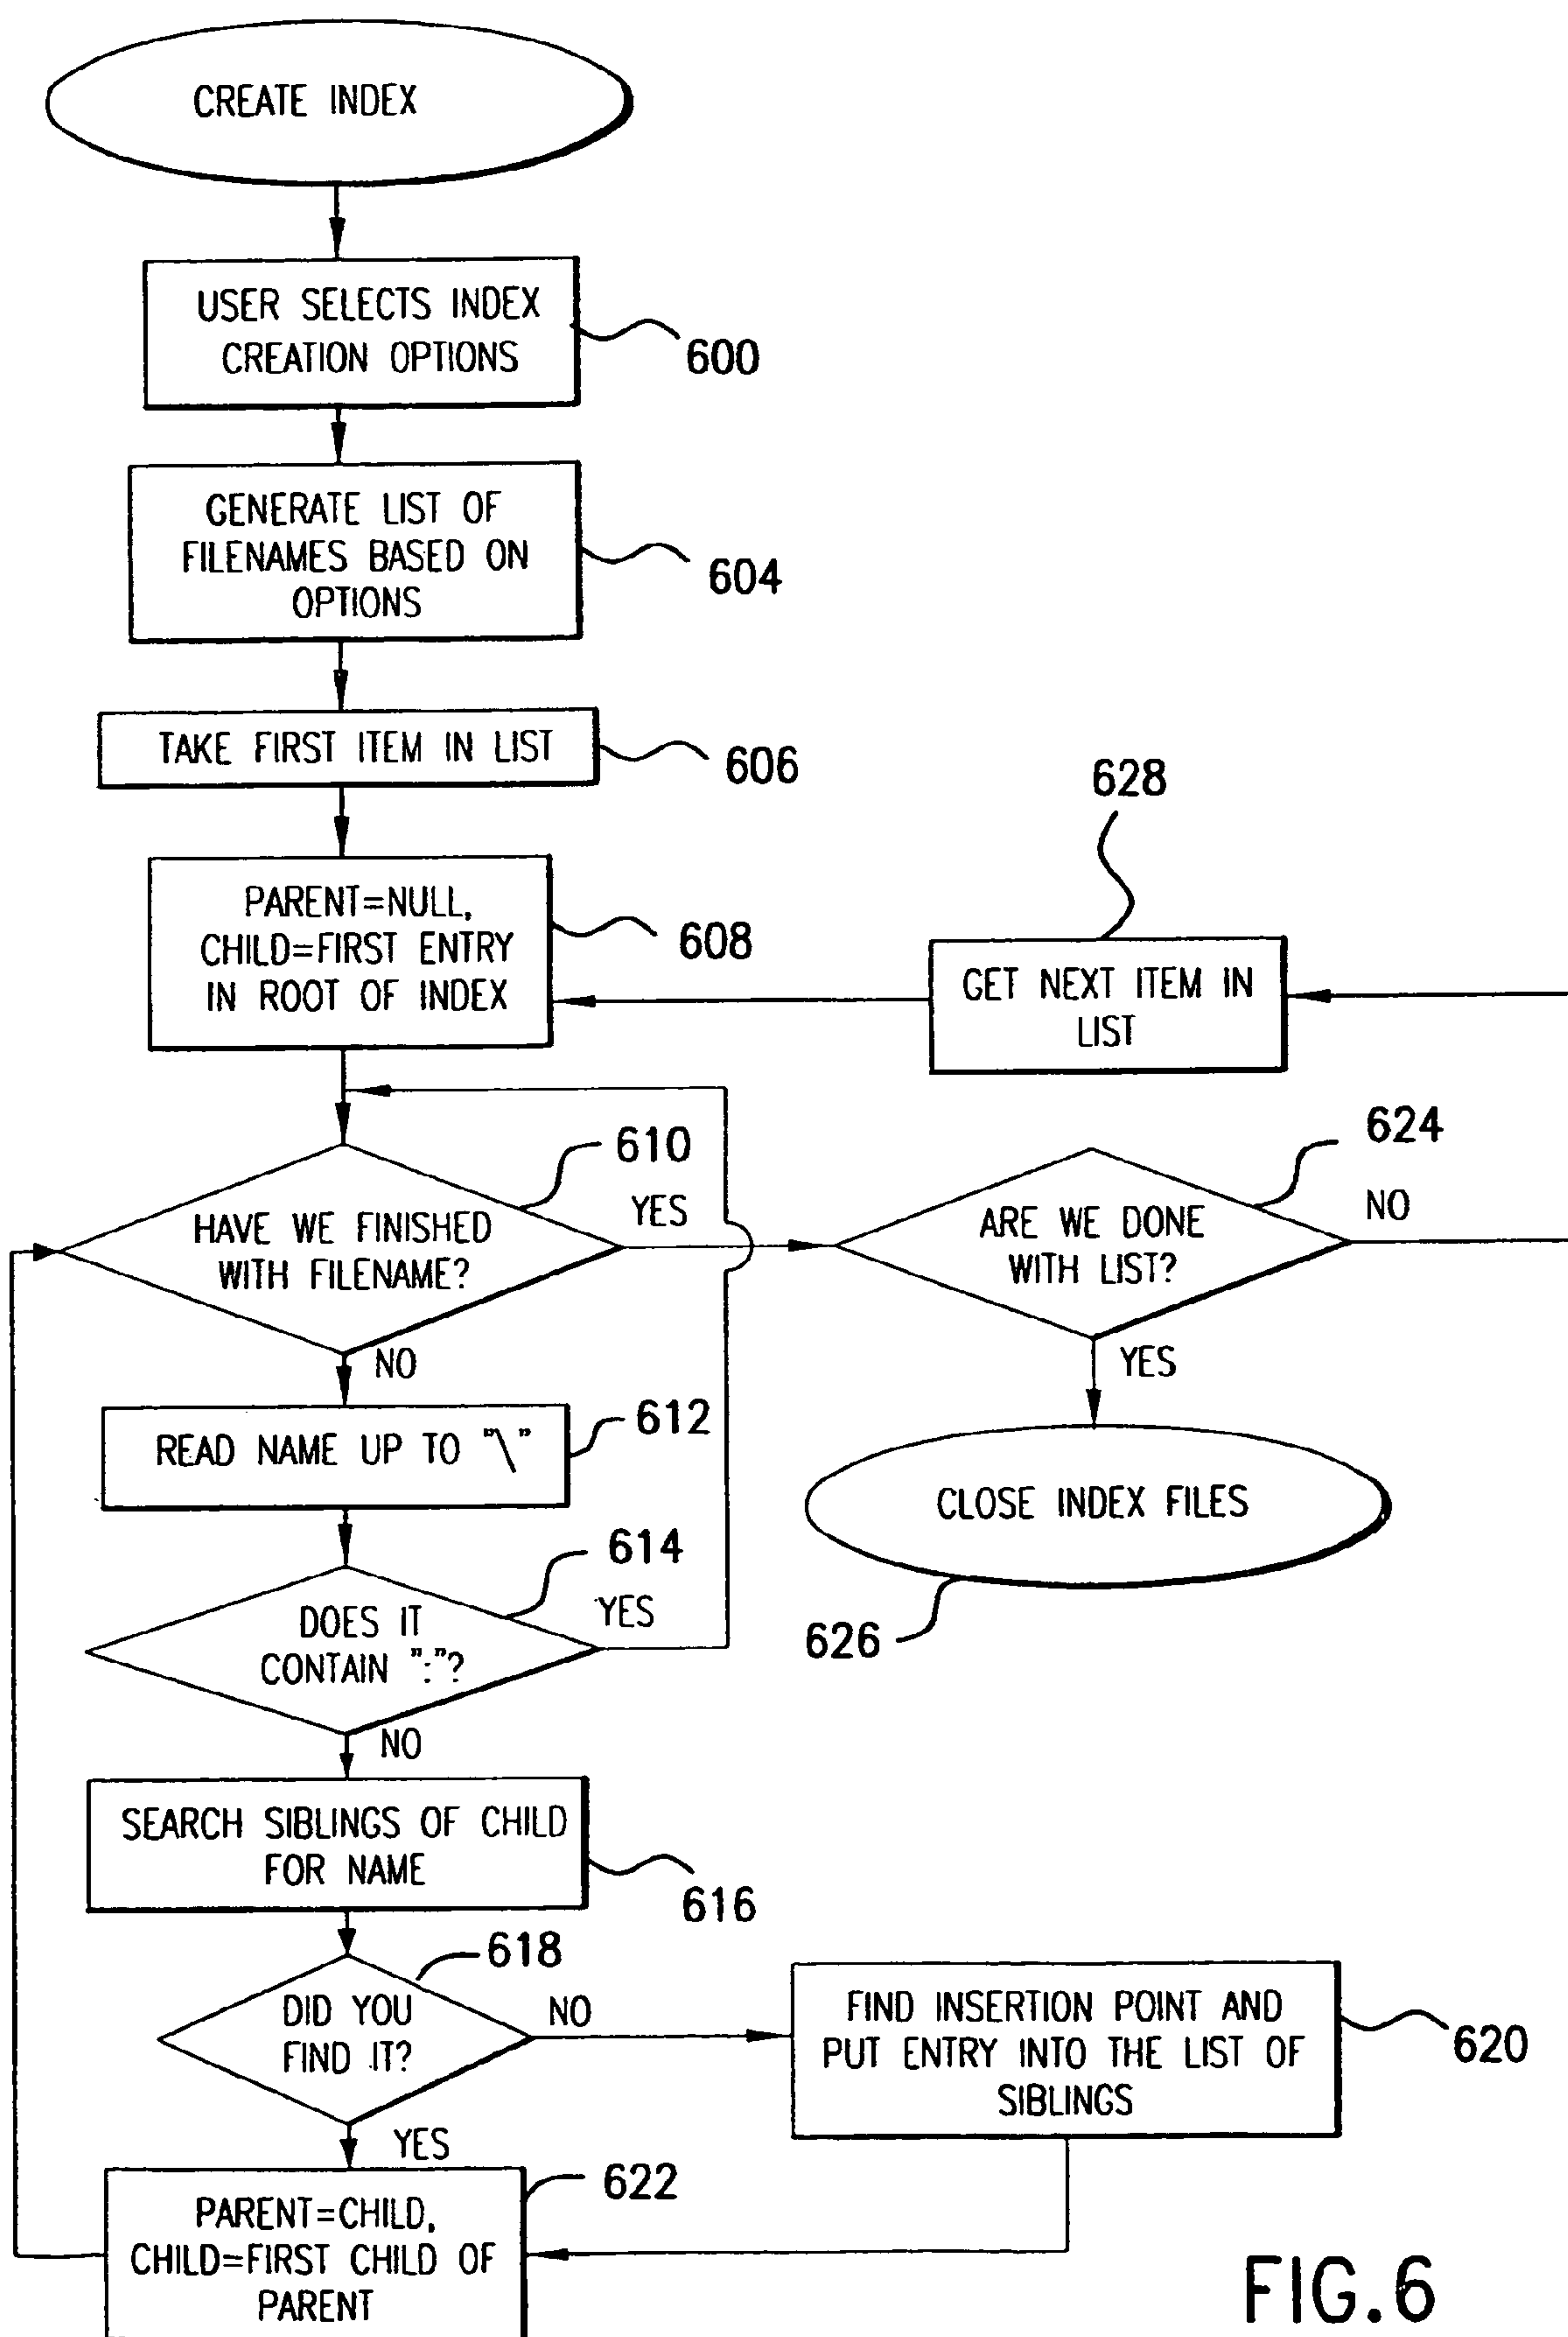 CREATE INDEX
USER SELECTS INDEX
CREATION OPTIONS
600
GENERATE LIST OF
FILENAMES BASED ON
OPTIONS
604
TAKE FIRST ITEM IN LIST
606
PARENT=NULL,
CHILD=FIRST ENTRY
IN ROOT OF INDEX
608
628
GET NEXT ITEM IN
LIST
610
HAVE WE FINISHED
WITH FILENAME?
YES
NO
624
ARE WE DONE
WITH LIST?
NO
YES
READ NAME UP TO "\"
612
CLOSE INDEX FILES
626
614
DOES IT
CONTAIN ":"?
YES
NO
SEARCH SIBLINGS OF CHILD
FOR NAME
616
618
DID YOU
FIND IT?
NO
YES
FIND INSERTION POINT AND
PUT ENTRY INTO THE LIST OF
SIBLINGS
620
622
PARENT=CHILD,
CHILD=FIRST CHILD OF
PARENT
FIG.6